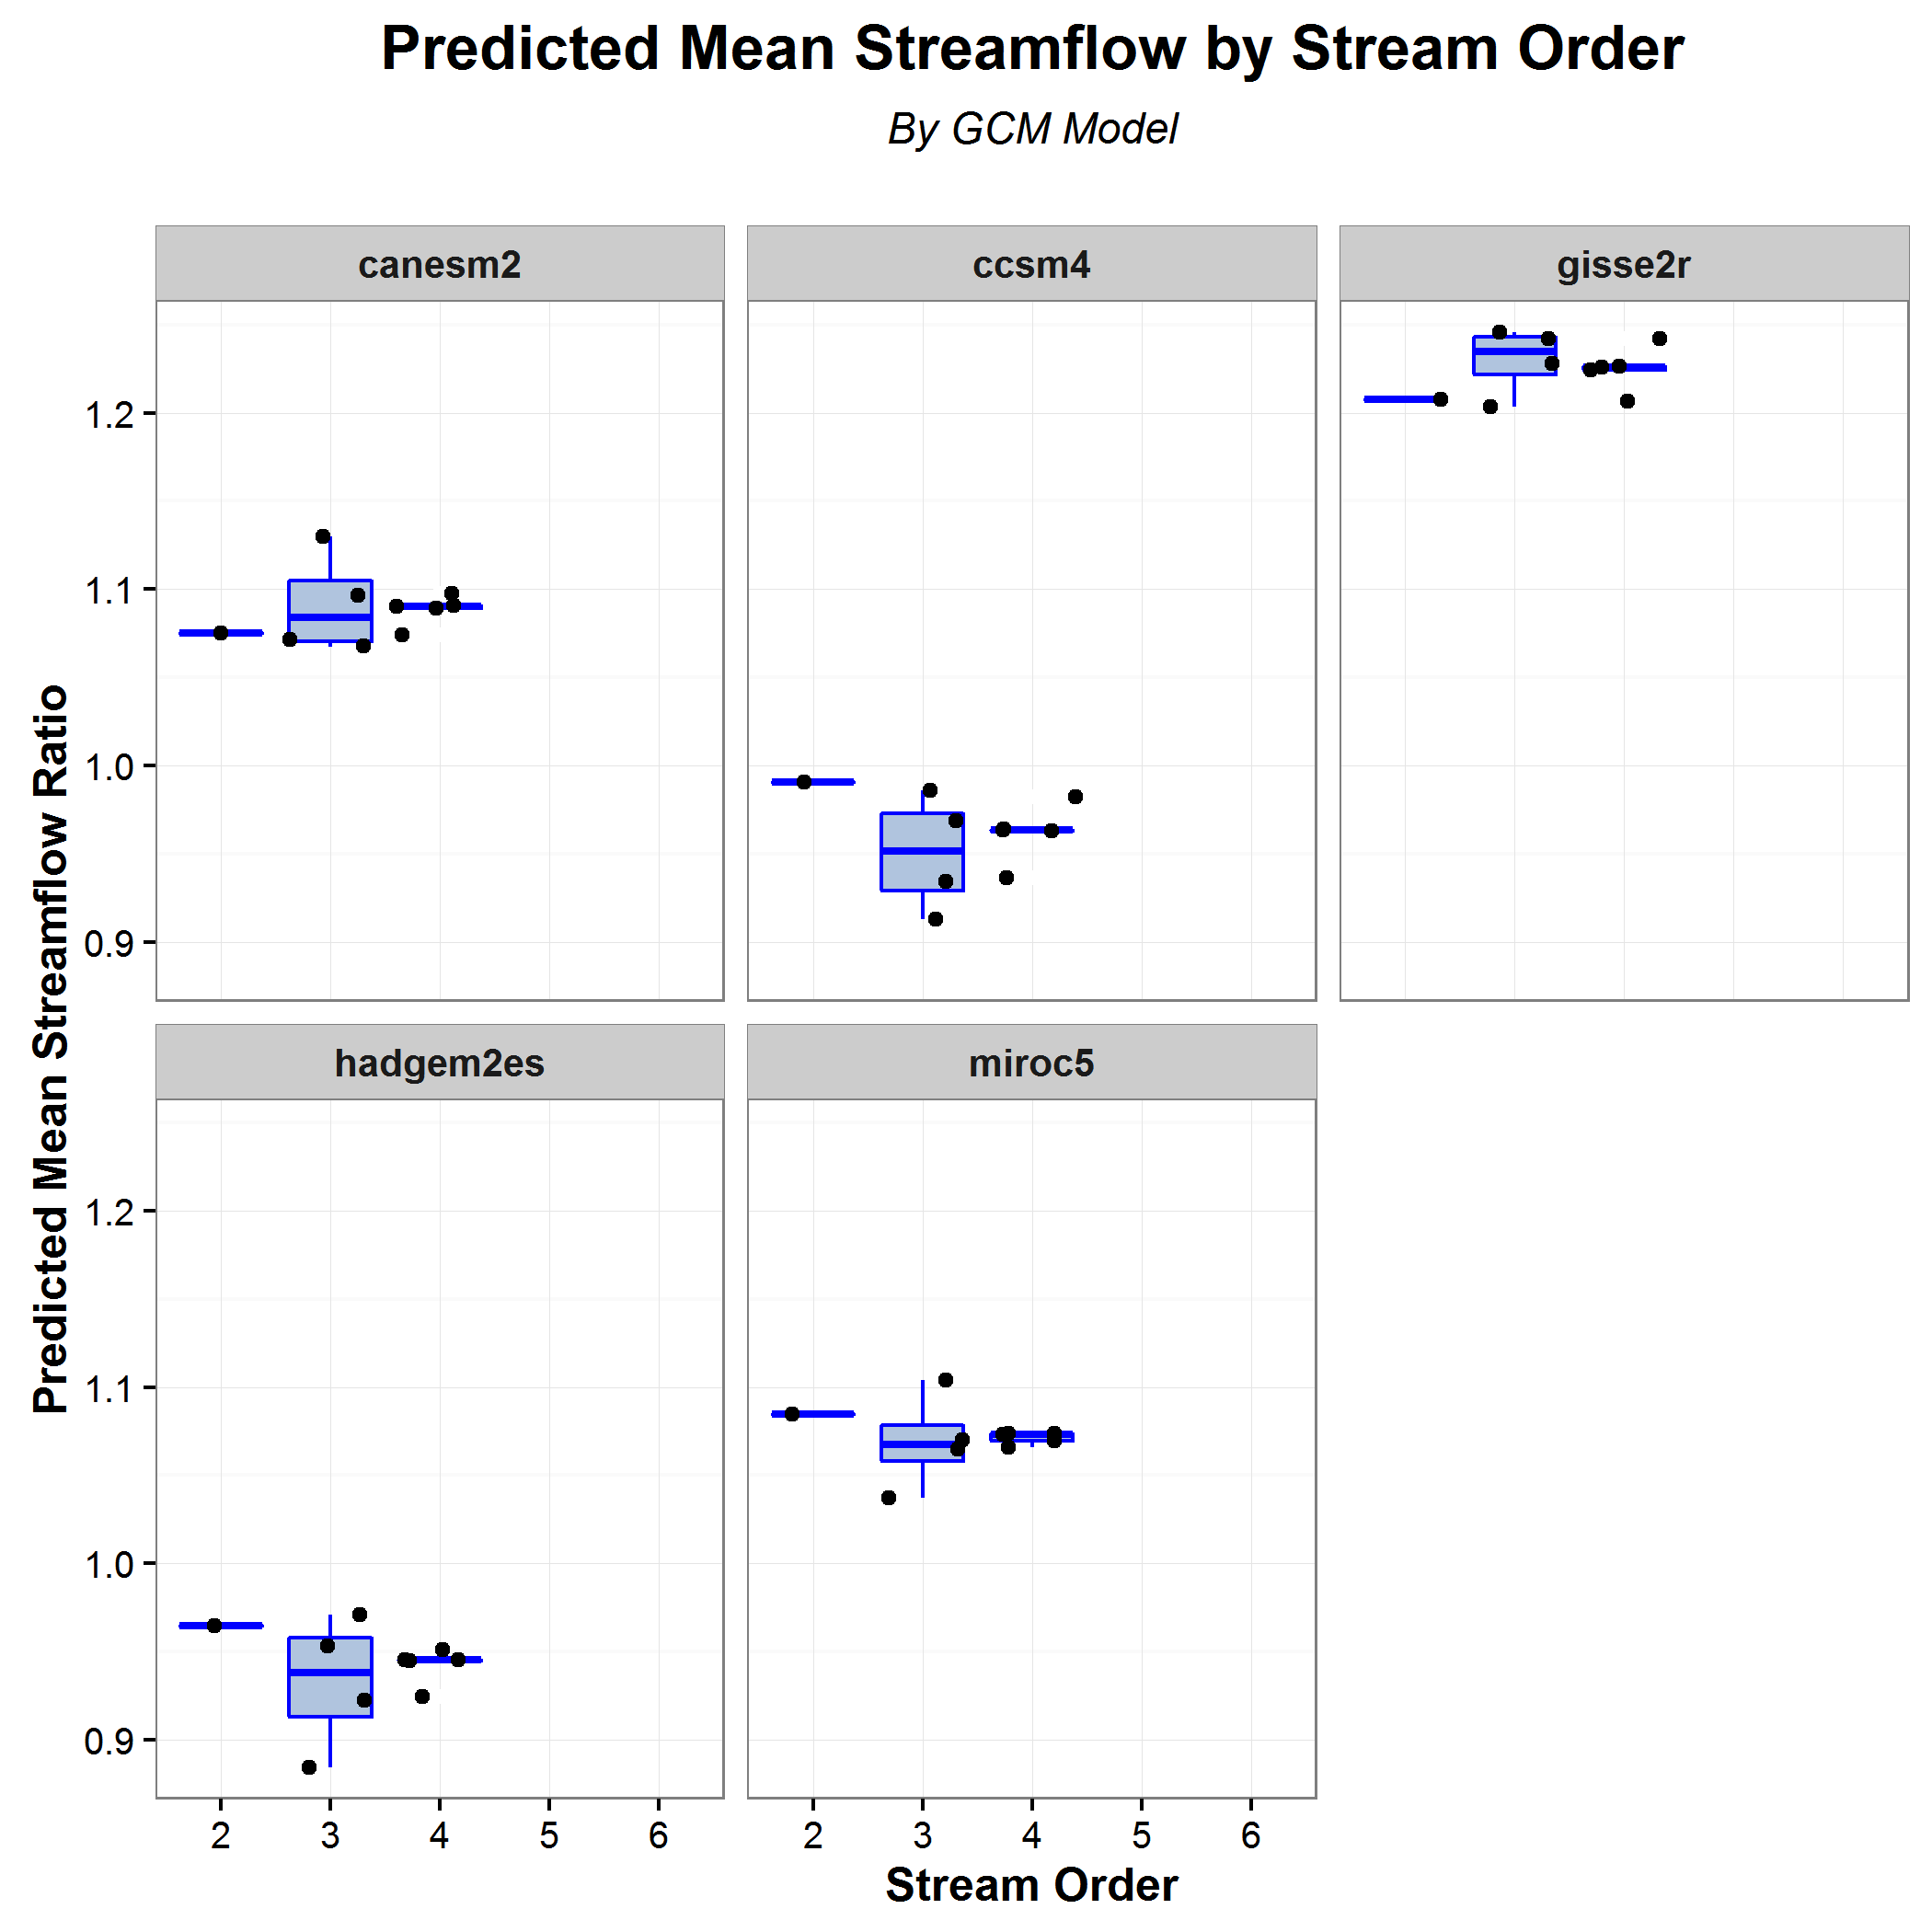 Predicted Mean Streamflow by Stream Order
By GCM Model
canesm2
ccsm4
gisse2r
1.2
1.1
1.0
0.9
Predicted Mean Streamflow Ratio
hadgem2es
miroc5
1.2
1.1
1.0
0.9
2 3 4 5 6
2 3 4 5 6
Stream Order